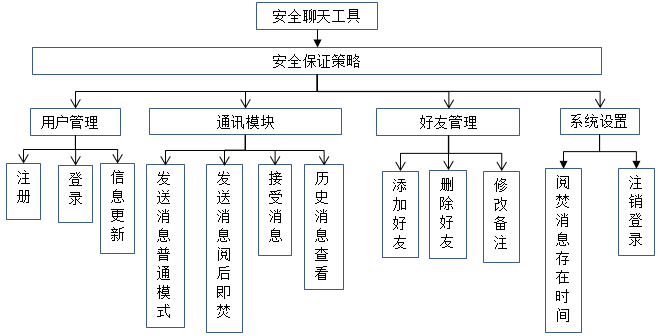 安全聊天工具
安全保证策略
用户管理
通讯模块
好友管理
系统设置
注册
登录
信息更新
发送消息普通模式
发送消息阅后即焚
接受消息
历史消息查看
添加好友
删除好友
修改备注
阅焚消息存在时间
注销登录